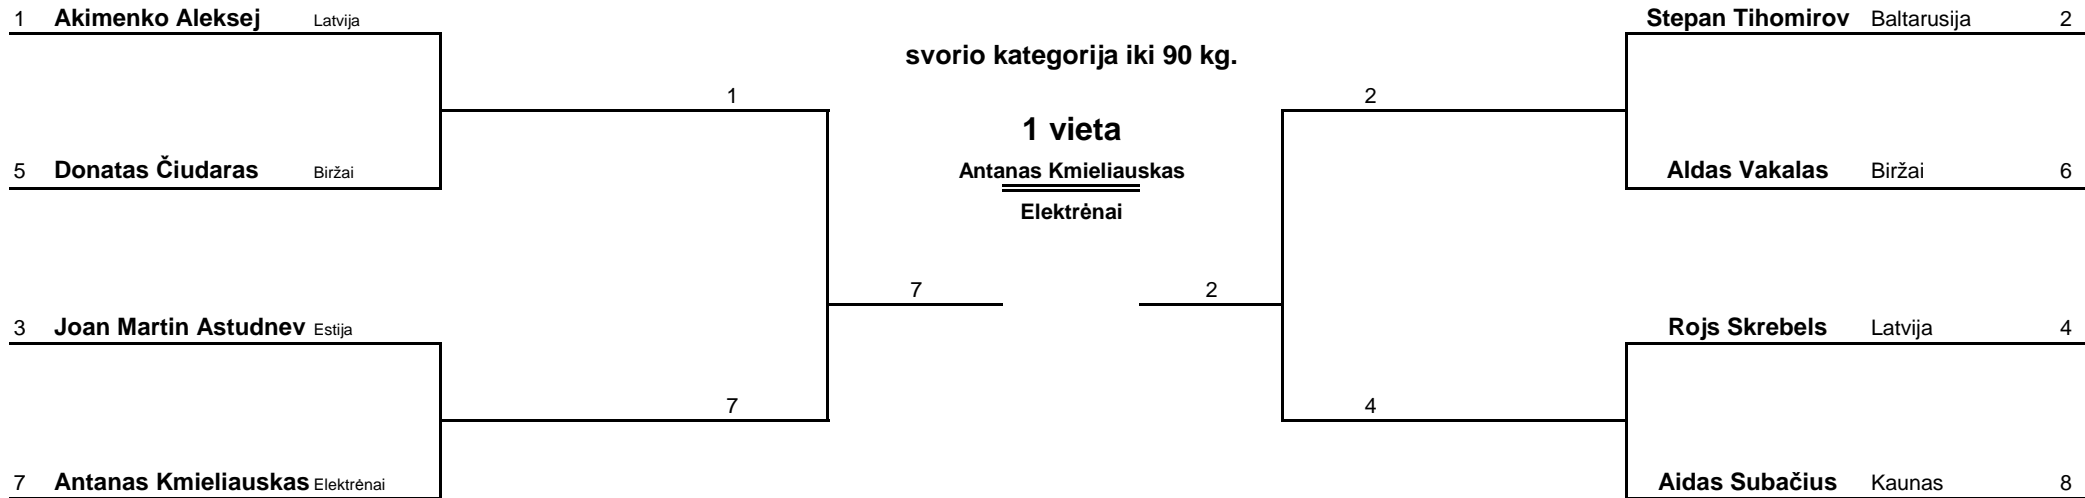 1 Akimenko Aleksej Latvija
Stepan Tihomirov Baltarusija 2
svorio kategorija iki 90 kg.
1
2
1 vieta
5 Donatas Čiudaras Biržai
Antanas Kmieliauskas
Aldas Vakalas Biržai 6
Elektrėnai
7
2
3 Joan Martin Astudnev Estija
Rojs Skrebels Latvija 4
7
4
7 Antanas Kmieliauskas Elektrėnai
Aidas Subačius Kaunas 8